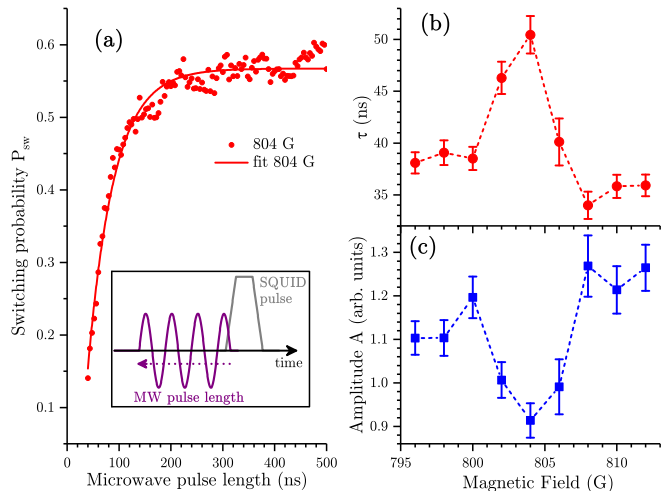 (a)
0.6
0.5
0.4
0.3
0.2
0.1
Switching probability P_sw
804 G
fit 804 G
SQUID
pulse
time
MW pulse length
0
100
200
300
400
500
Microwave pulse length (ns)
(b)
50
45
40
35
τ (ns)
(c)
1.3
1.2
1.1
1.0
0.9
Amplitude A (arb. units)
795
800
805
810
Magnetic Field (G)